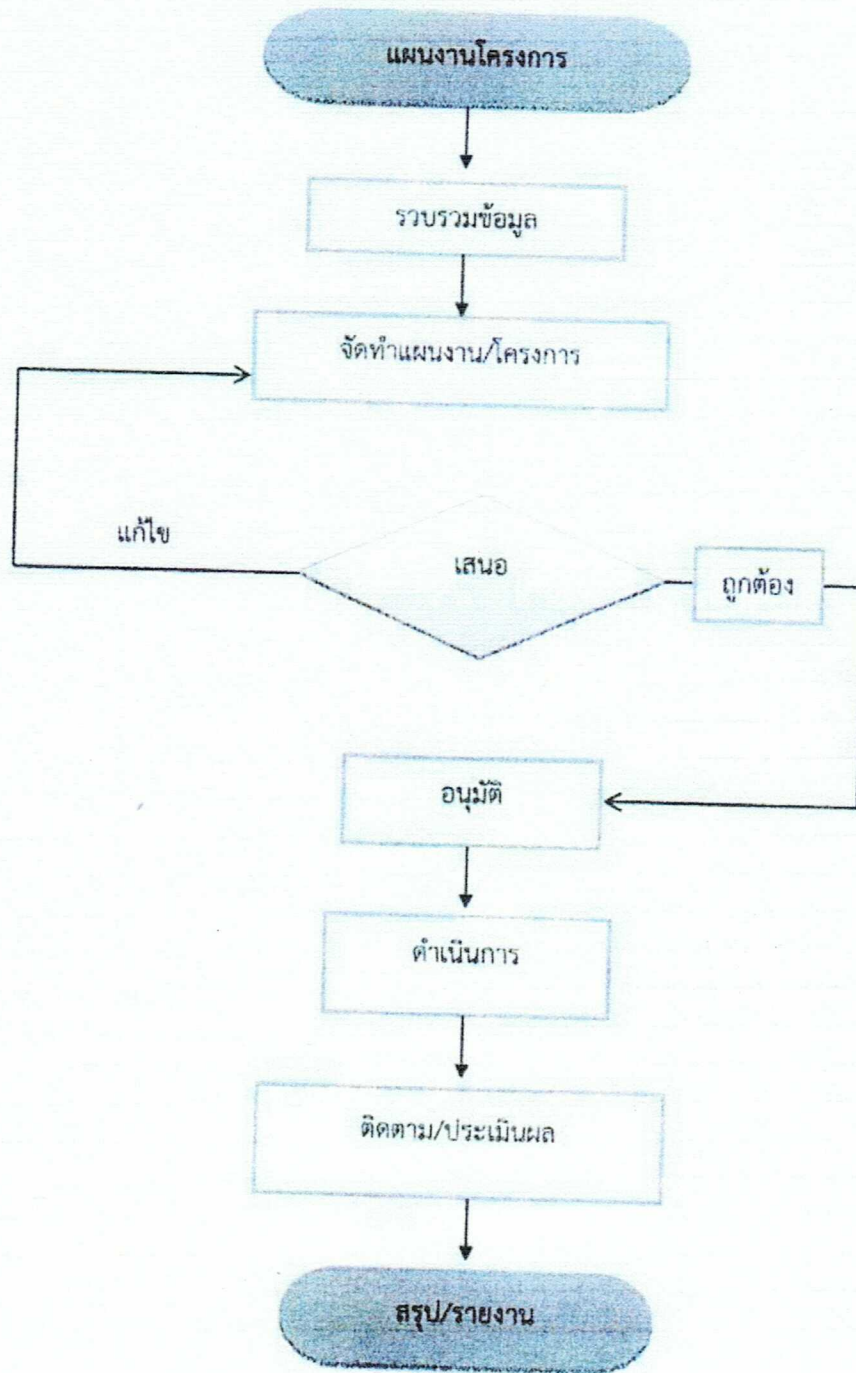 แผนงานโครงการ
รวบรวมข้อมูล
จัดทำแผนงาน/โครงการ
แก้ไข
เสนอ
ถูกต้อง
อนุมัติ
ดำเนินการ
ติดตาม/ประเมินผล
สรุป/รายงาน